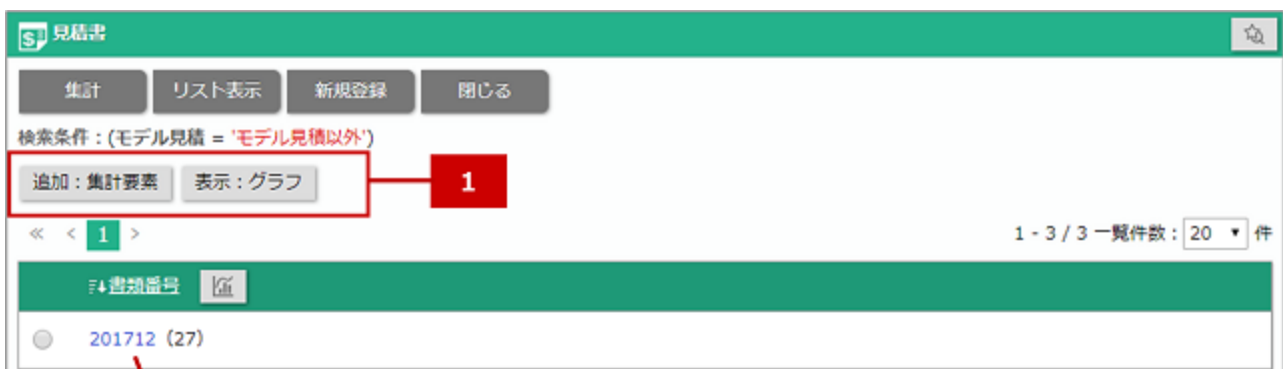 見積書
集計 リスト表示 新規登録 閉じる
検索条件：(モデル見積 = 'モデル見積以外')
追加：集計要素 表示：グラフ 1
« < 1 > 1 - 3 / 3 一覧件数：20 ▼ 件
書類番号
201712 (27)